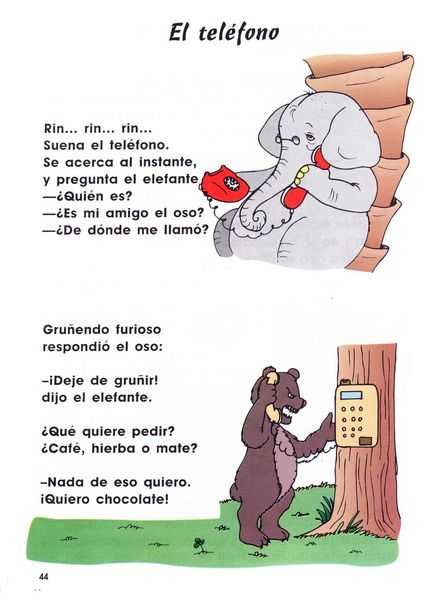 El teléfono
Rin... rin... rin...
Suena el teléfono.
Se acerca al instante,
y pregunta el elefante
—¿Quién es?
—¿Es mi amigo el oso?
—¿De dónde me llamó?
Gruñendo furioso
respondió el oso:
–¡Deje de gruñir!
dijo el elefante.
¿Qué quiere pedir?
¿Café, hierba o mate?
–Nada de eso quiero.
¡Quiero chocolate!
44